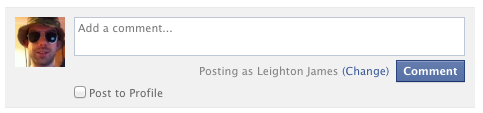 Add a comment...
Posting as Leighton James (Change) Comment
Post to Profile